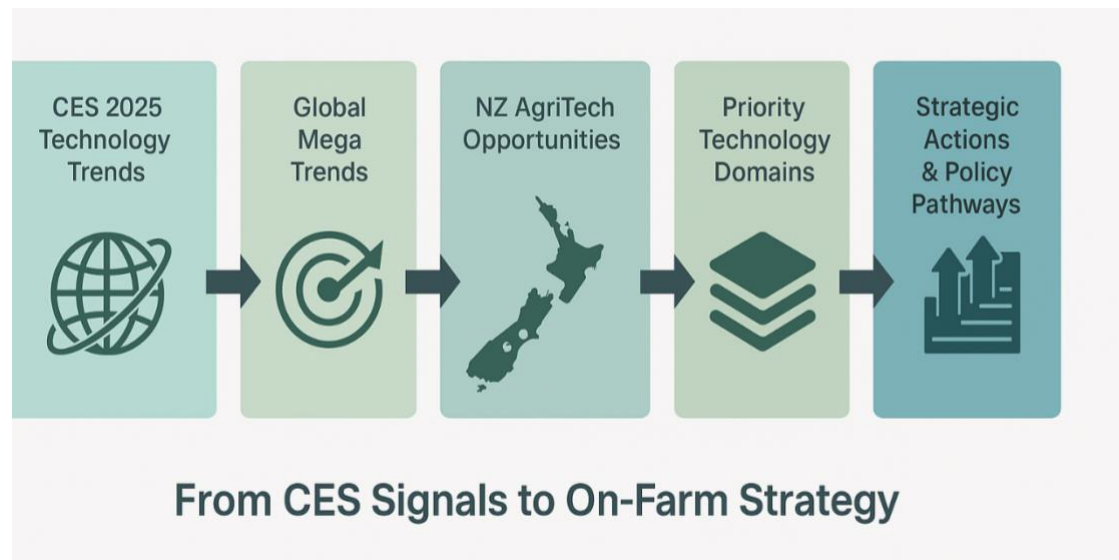 CES 2025
Technology
Trends
Global
Mega
Trends
NZ AgriTech
Opportunities
Priority
Technology
Domains
Strategic
Actions
& Policy
Pathways
From CES Signals to On-Farm Strategy